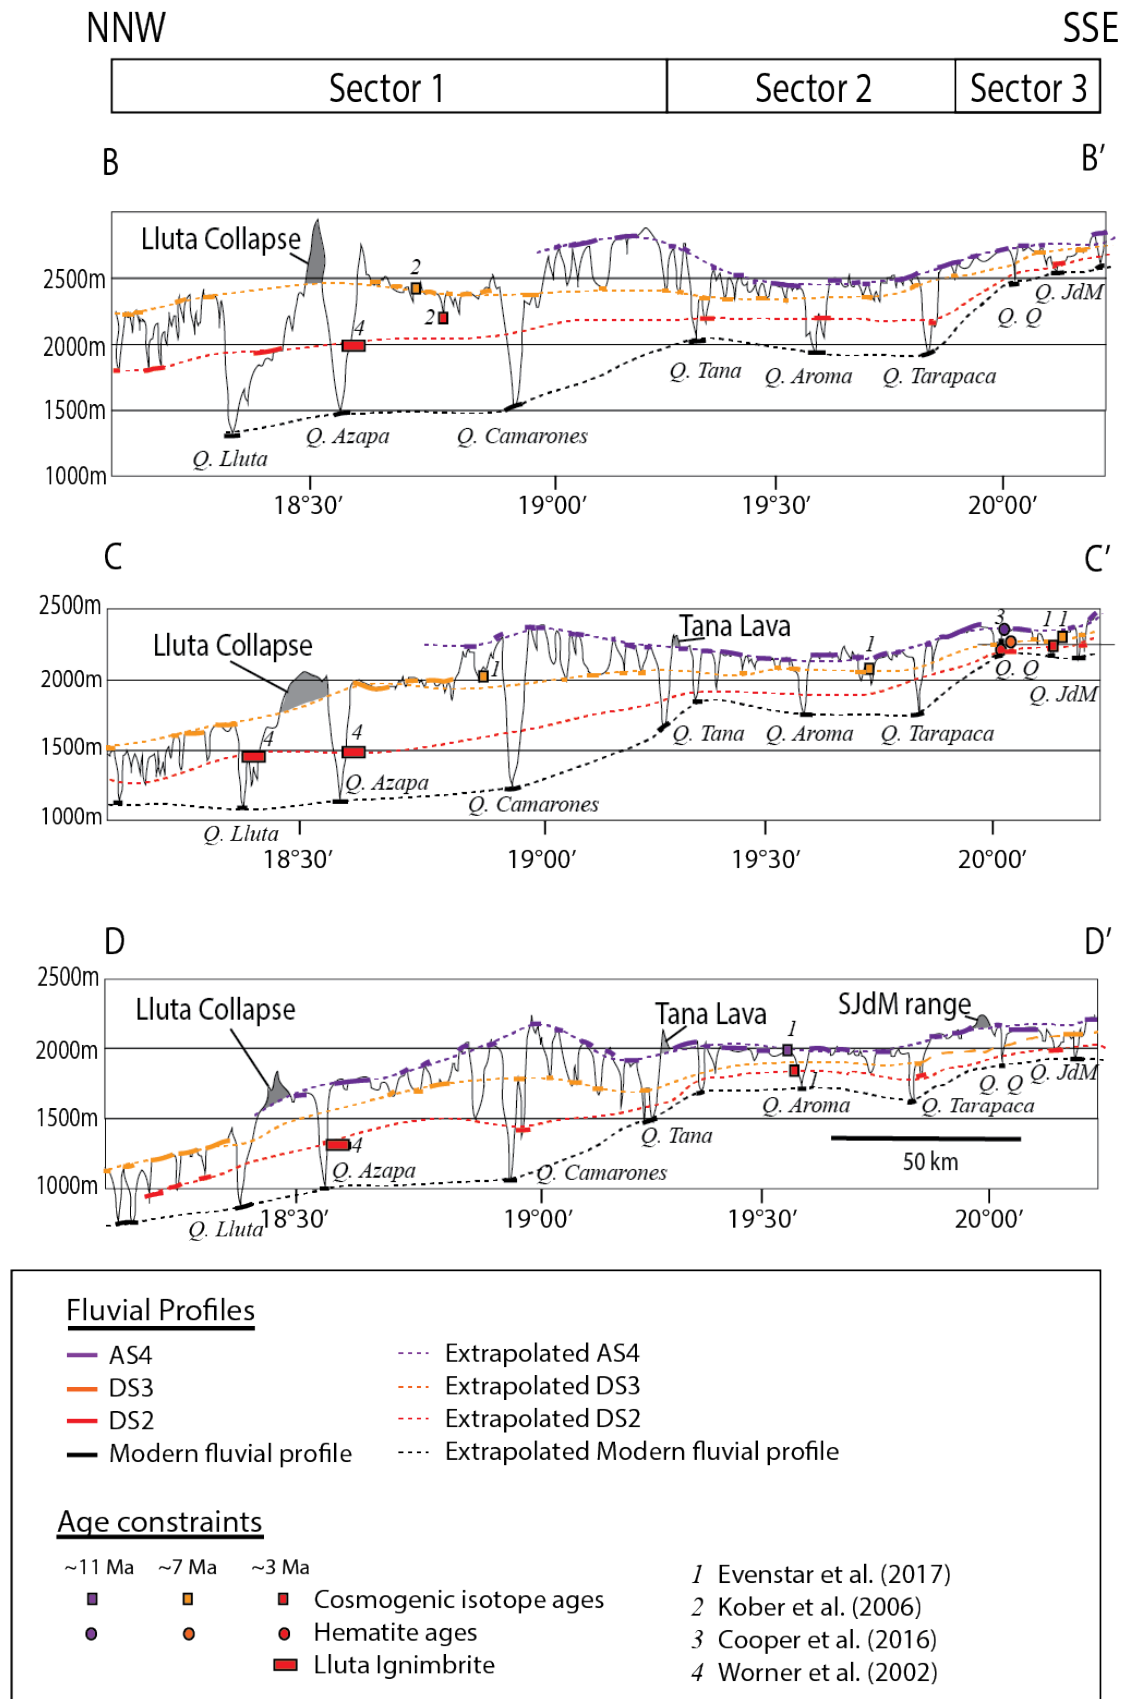 NNW SSE
Sector 1 Sector 2 Sector 3
B B′
Lluta Collapse
2
2500m
2
4
Q. JdM
Q. Q
2000m
Q. Tana Q. Aroma Q. Tarapaca
1500m
Q. Azapa Q. Camarones
Q. Lluta
1000m
18°30′ 19°00′ 19°30′ 20°00′
C C′
2500m
Lluta Collapse Tana Lava 3 1 1
1 1
2000m
Q. Q
Q. JdM
4 4
1500m
Q. Tana Q. Aroma Q. Tarapaca
Q. Azapa
Q. Camarones
1000m
Q. Lluta
18°30′ 19°00′ 19°30′ 20°00′
D D′
2500m
Lluta Collapse Tana Lava 1 SJdM range
2000m
1
Q. Q Q. JdM
Q. Aroma Q. Tarapaca
1500m
4
Q. Tana
50 km
Q. Azapa Q. Camarones
1000m
Q. Lluta
18°30′ 19°00′ 19°30′ 20°00′
Fluvial Profiles
AS4 Extrapolated AS4
DS3 Extrapolated DS3
DS2 Extrapolated DS2
Modern fluvial profile Extrapolated Modern fluvial profile
Age constraints
~11 Ma ~7 Ma ~3 Ma
Cosmogenic isotope ages
Hematite ages
Lluta Ignimbrite
1 Evenstar et al. (2017)
2 Kober et al. (2006)
3 Cooper et al. (2016)
4 Worner et al. (2002)